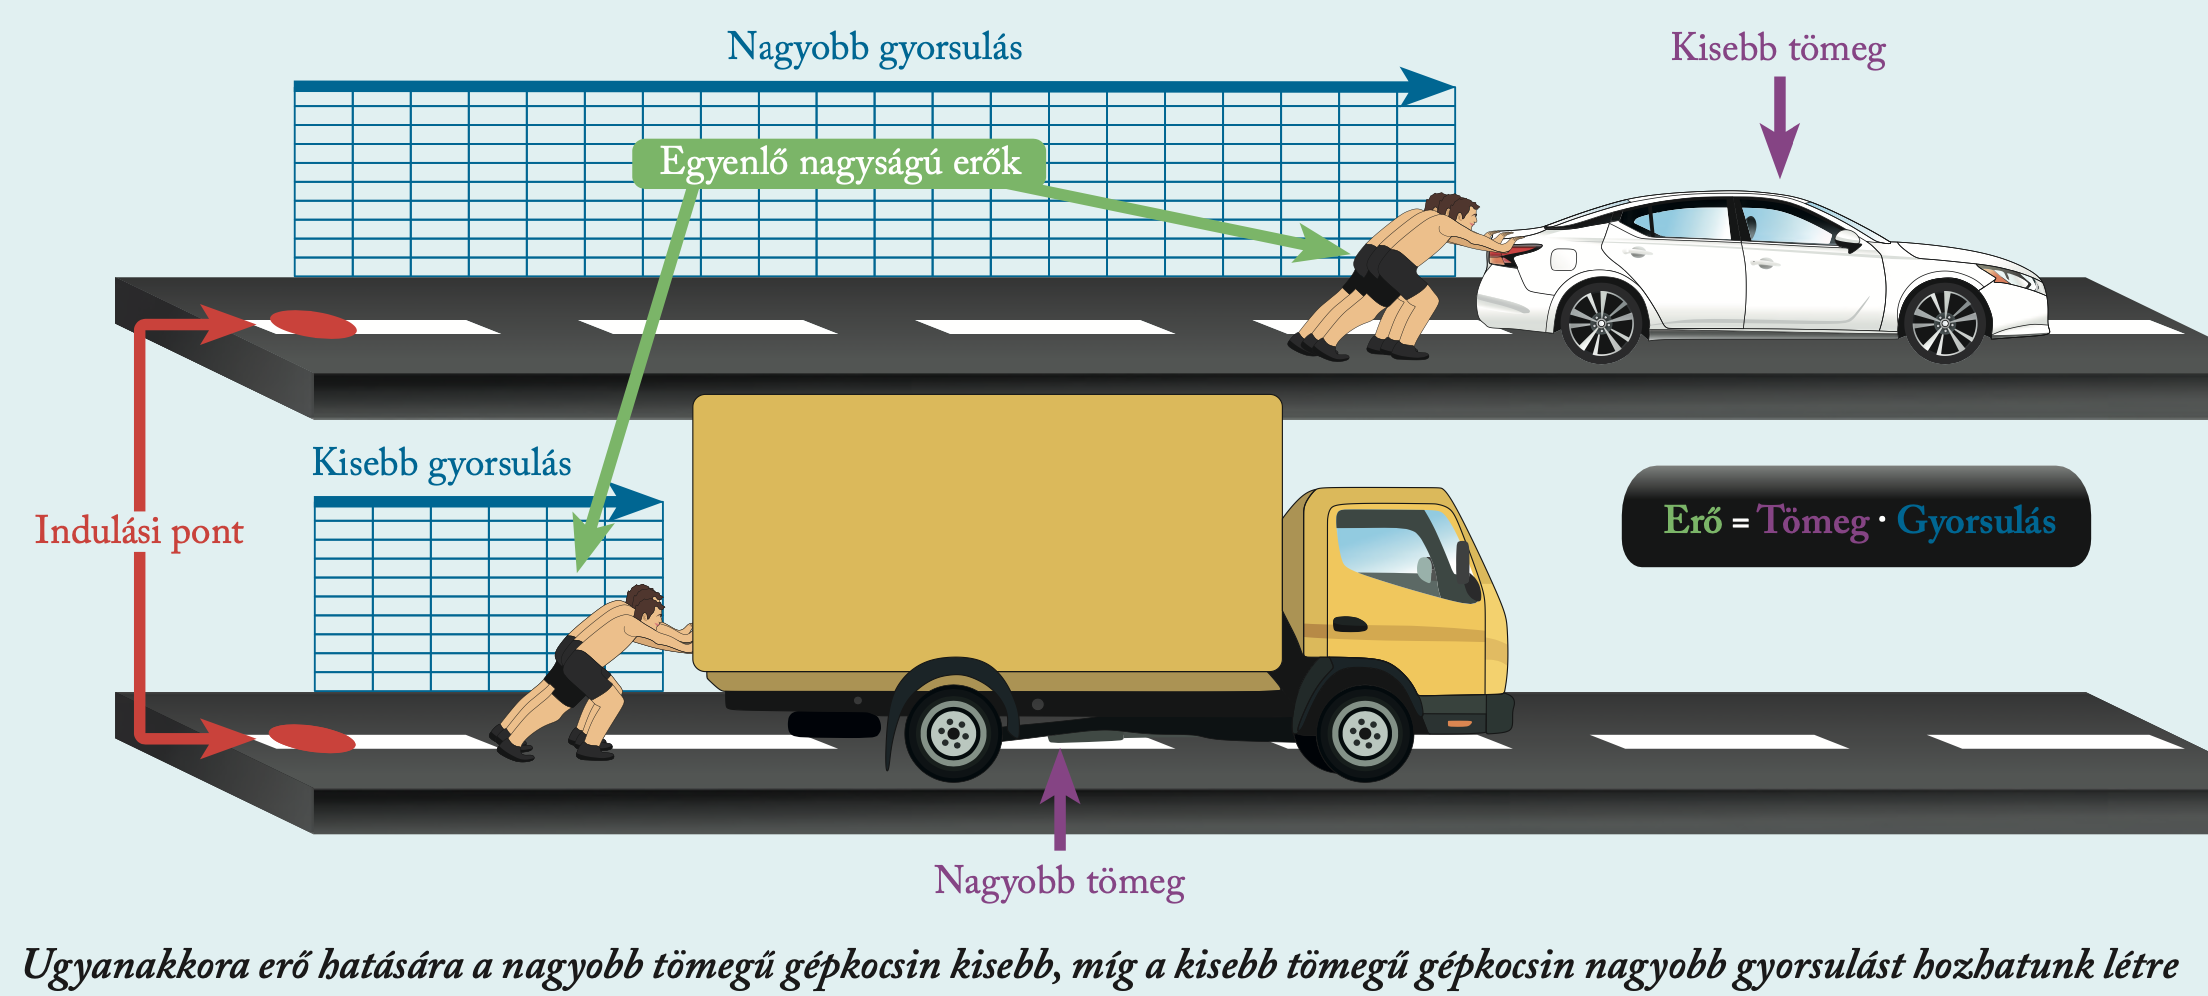 Nagyobb gyorsulás
Kisebb tömeg
Egyenlő nagyságú erők
Kisebb gyorsulás
Indulási pont
Erő = Tömeg · Gyorsulás
Nagyobb tömeg
Ugyanakkora erő hatására a nagyobb tömegű gépkocsin kisebb, míg a kisebb tömegű gépkocsin nagyobb gyorsulást hozhatunk létre